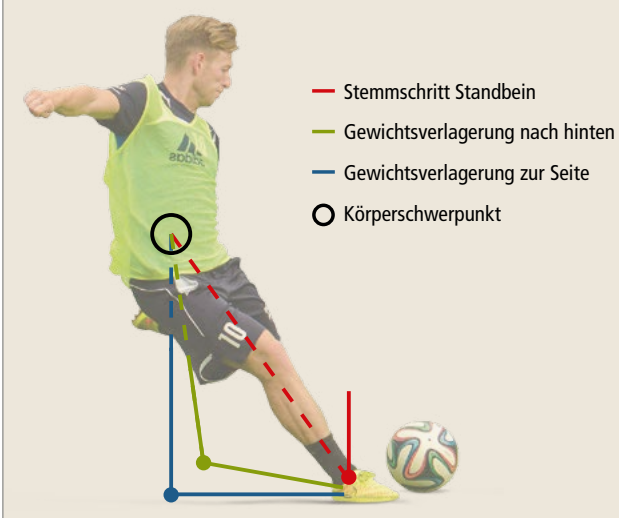 Stemmschritt Standbein
Gewichtsverlagerung nach hinten
Gewichtsverlagerung zur Seite
Körperschwerpunkt
adidas
10